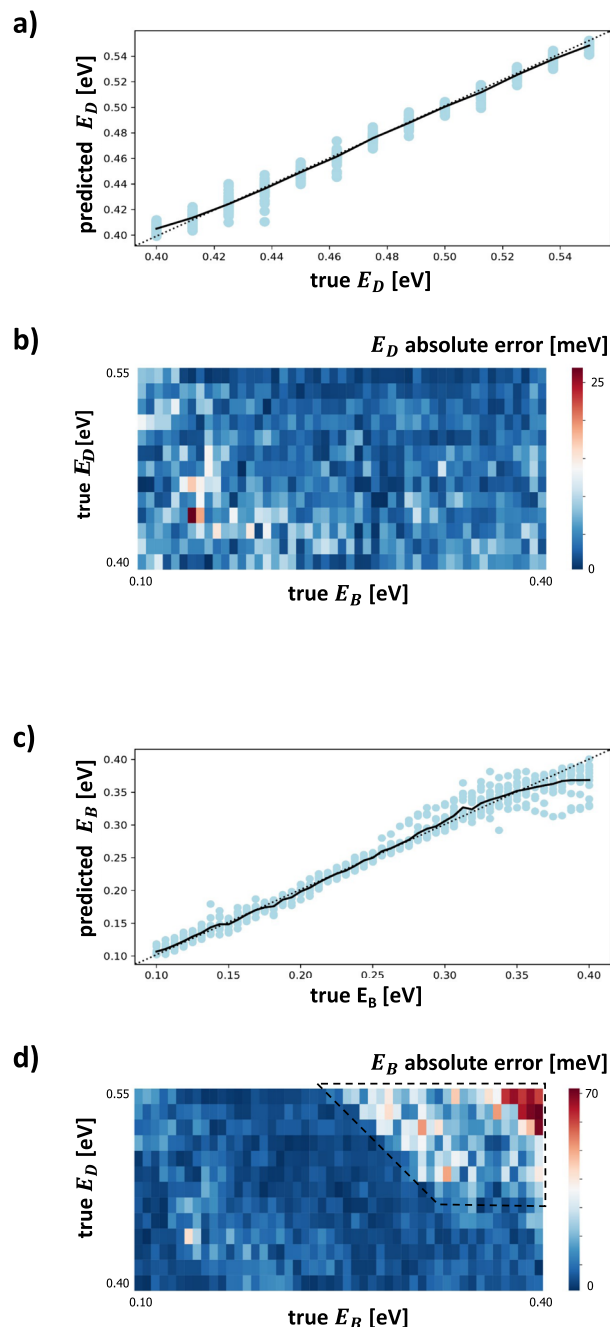 a)
predicted E_D [eV]
0.54
0.52
0.50
0.48
0.46
0.44
0.42
0.40
0.40 0.42 0.44 0.46 0.48 0.50 0.52 0.54
true E_D [eV]
b)
E_D absolute error [meV]
0.55
true E_D [eV]
0.40
0.10 0.40
true E_B [eV]
25
0
c)
predicted E_B [eV]
0.40
0.35
0.30
0.25
0.20
0.15
0.10
0.10 0.15 0.20 0.25 0.30 0.35 0.40
true E_B [eV]
d)
E_B absolute error [meV]
0.55
true E_D [eV]
0.40
0.10 0.40
true E_B [eV]
70
0